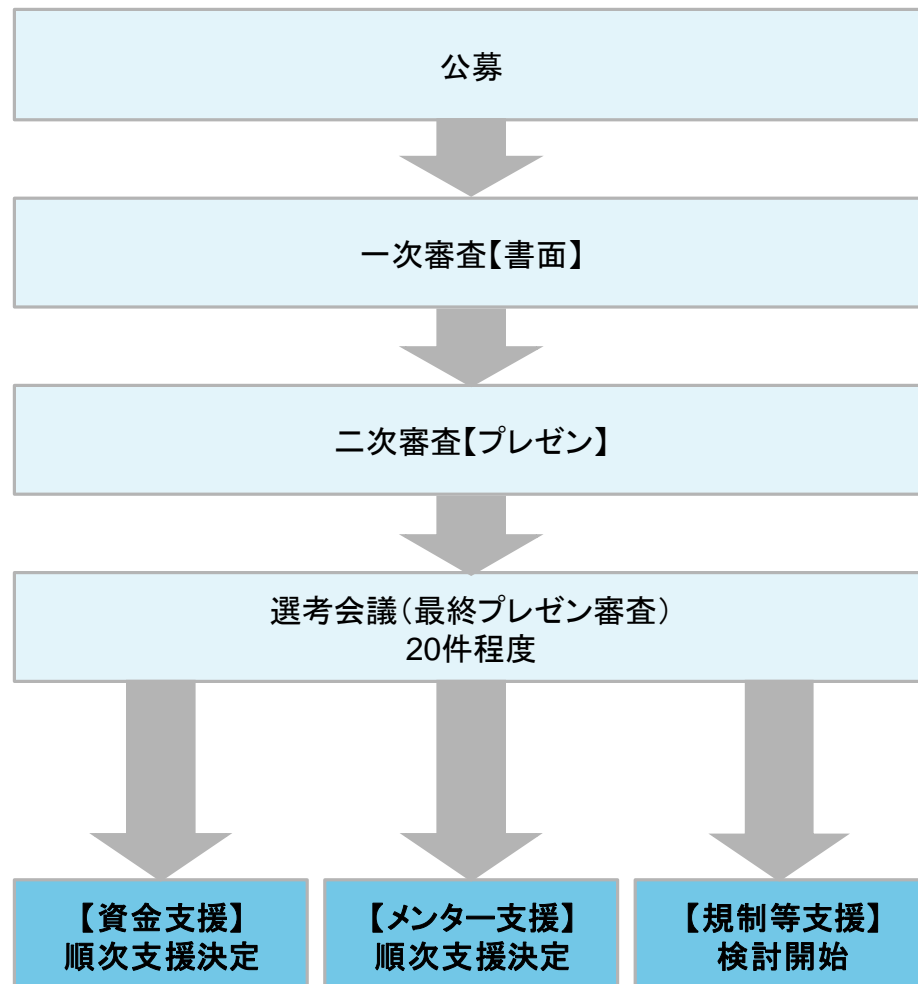 公募
一次審査【書面】
二次審査【プレゼン】
選考会議（最終プレゼン審査）
20件程度
【資金支援】
順次支援決定
【メンター支援】
順次支援決定
【規制等支援】
検討開始